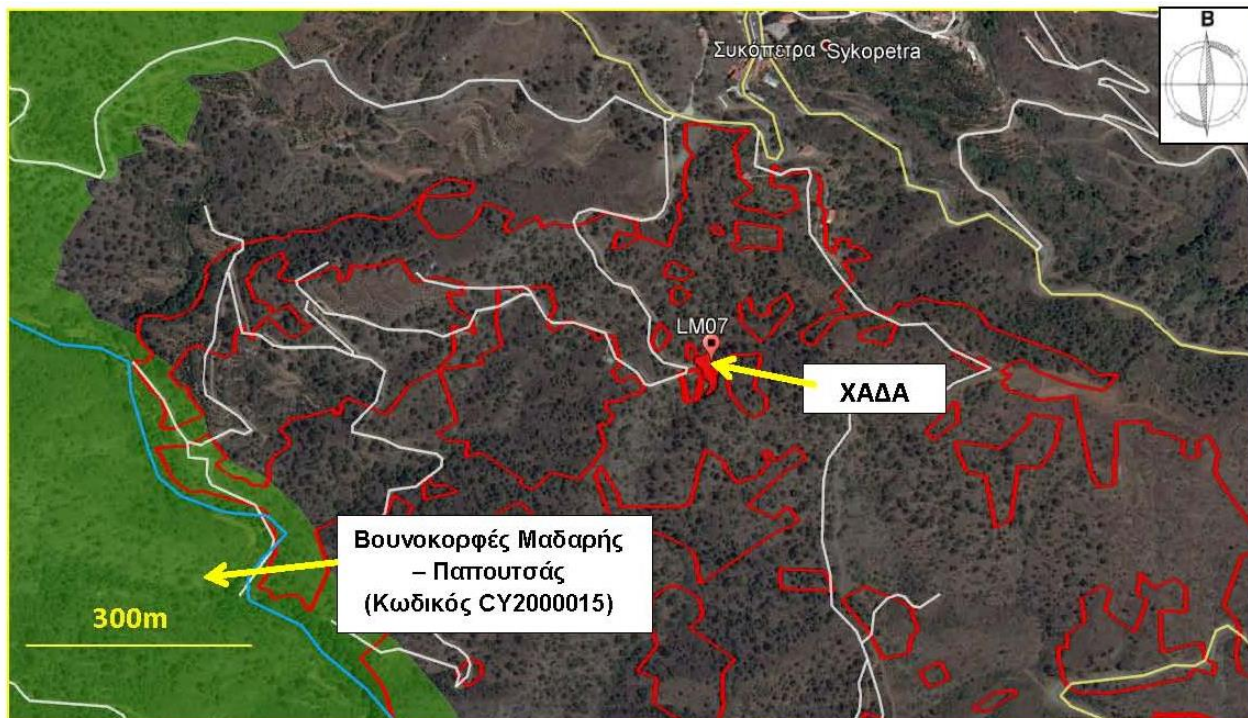 B
Συκόπετρα Sykopetra
LM07
ΧΑΔΑ
Βουνοκορφές Μαδαρής
– Παπουτσάς
(Κωδικός CY2000015)
300m